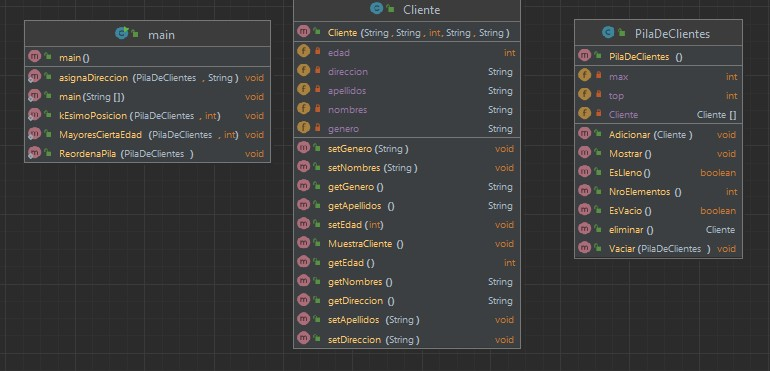 main
main()
asignaDireccion (PilaDeClientes , String) void
main(String []) void
kEsimoPosicion (PilaDeClientes , int) void
MayoresCiertaEdad (PilaDeClientes , int) void
ReordenaPila (PilaDeClientes ) void
Cliente
Cliente (String , String , int, String, String)
edad int
direccion String
apellidos String
nombres String
genero String
setGenero (String) void
setNombres (String) void
getGenero () String
getApellidos () String
setEdad (int) void
MuestraCliente () void
getEdad () int
getNombres () String
getDireccion () String
setApellidos (String) void
setDireccion (String) void
PilaDeClientes
PilaDeClientes ()
max int
top int
Cliente Cliente []
Adicionar (Cliente ) void
Mostrar () void
EsLleno () boolean
NroElementos () int
EsVacio () boolean
eliminar () Cliente
Vaciar (PilaDeClientes ) void